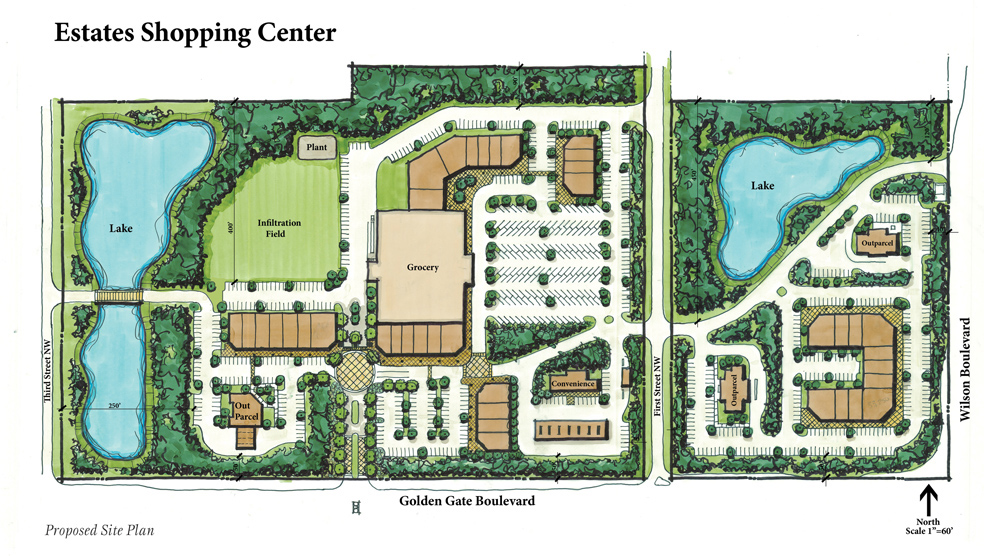 Estates Shopping Center
Plant
Lake
Infiltration
Field
400'
Grocery
Lake
Outparcel
Third Street NW
250'
Out
Parcel
Convenience
First Street NW
Outparcel
Wilson Boulevard
Golden Gate Boulevard
Proposed Site Plan
North
Scale 1"=60'